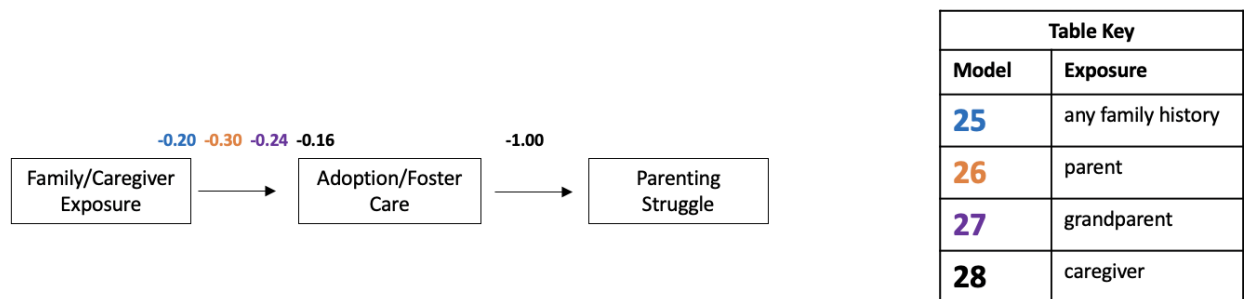 -0.20 -0.30 -0.24 -0.16
-1.00
Family/Caregiver
Exposure
Adoption/Foster
Care
Parenting
Struggle
Table Key
Model Exposure
25 any family history
26 parent
27 grandparent
28 caregiver